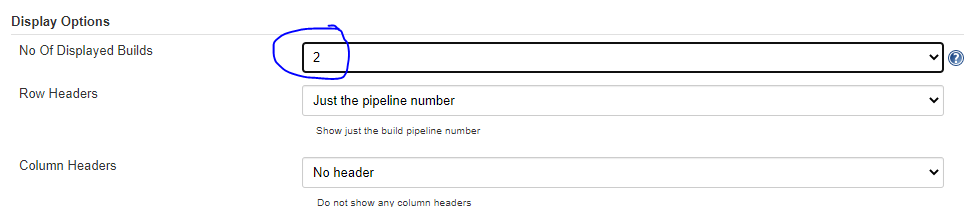 Display Options
No Of Displayed Builds
2
?
Row Headers
Just the pipeline number
Show just the build pipeline number
Column Headers
No header
Do not show any column headers